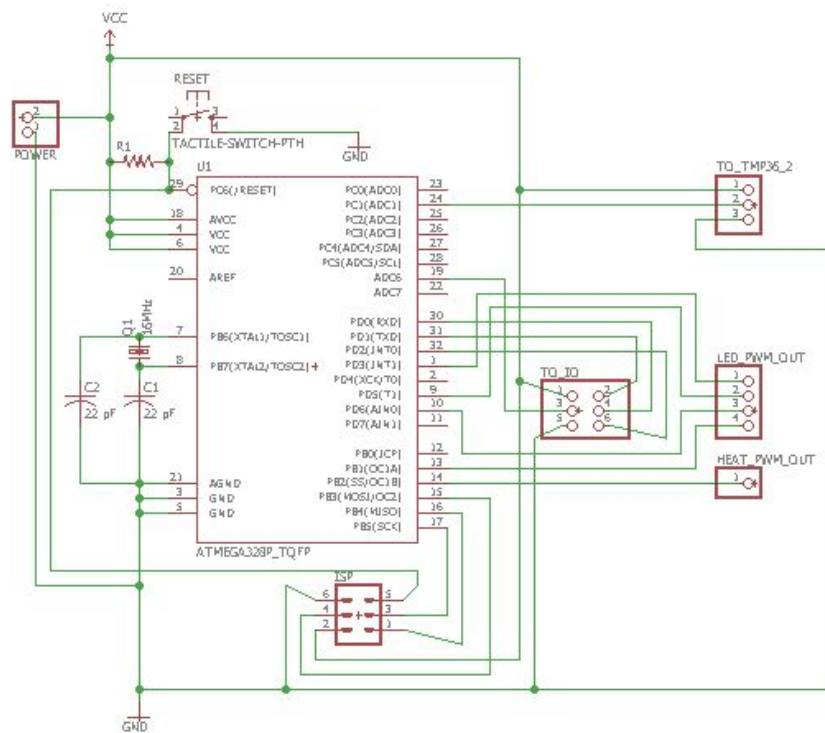 VCC
RESET
1 3
2 4
TACTILE-SWITCH-PTH
GND
2
1
POWER
R1
U1
29 PC6(/RESET)
18 AVCC
4 VCC
6 VCC
20 AREF
7 PB6(XTAL1/TOSC1)
8 PB7(XTAL2/TOSC2)
21 AGND
3 GND
5 GND
PC0(ADC0) 23
PC1(ADC1) 24
PC2(ADC2) 25
PC3(ADC3) 26
PC4(ADC4/SDA) 27
PC5(ADC5/SCL) 28
ADC6 19
ADC7 22
PD0(RXD) 30
PD1(TXD) 31
PD2(INT0) 32
PD3(INT1) 1
PD4(XCK/T0) 2
PD5(T1) 9
PD6(AIN0) 10
PD7(AIN1) 11
PB0(ICP) 12
PB1(OC1A) 13
PB2(SS/OC1B) 14
PB3(MOSI/OC2) 15
PB4(MISO) 16
PB5(SCK) 17
ATMEGA328P_TQFP
Q1
16MHz
C2
22 pF
C1
22 pF
TO_TMP36_2
1
2
3
TO_IO
1 2
3 4
5 6
LED_PWM_OUT
1
2
3
4
HEAT_PWM_OUT
1
ISP
6 5
4 3
2 1
GND